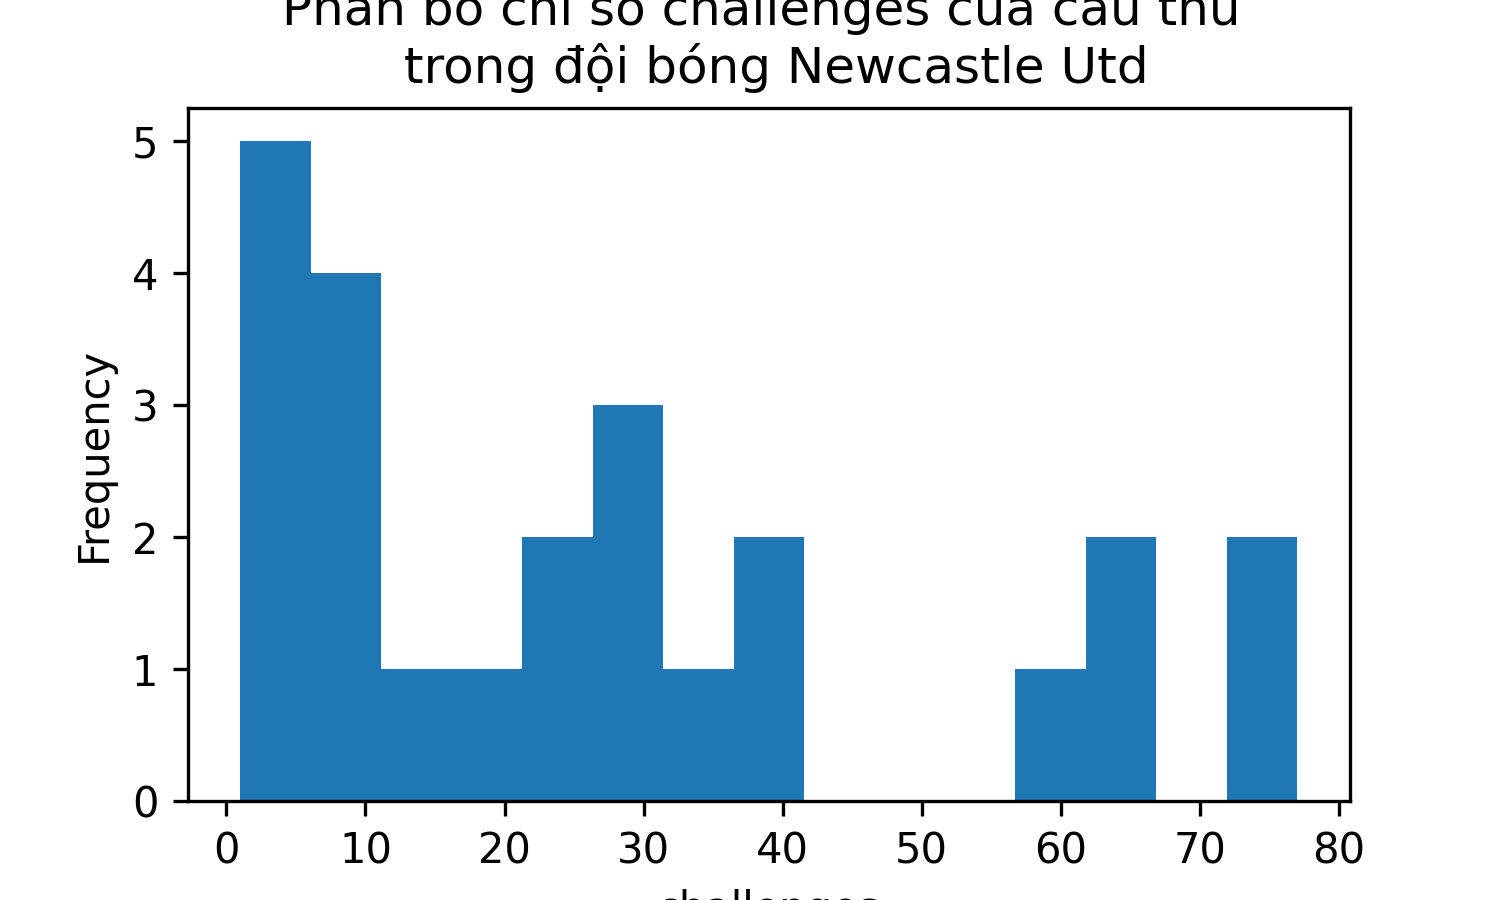 Phân bố chỉ số challenges của cầu thủ
trong đội bóng Newcastle Utd
5
4
3
2
1
0
Frequency
0 10 20 30 40 50 60 70 80
challenges